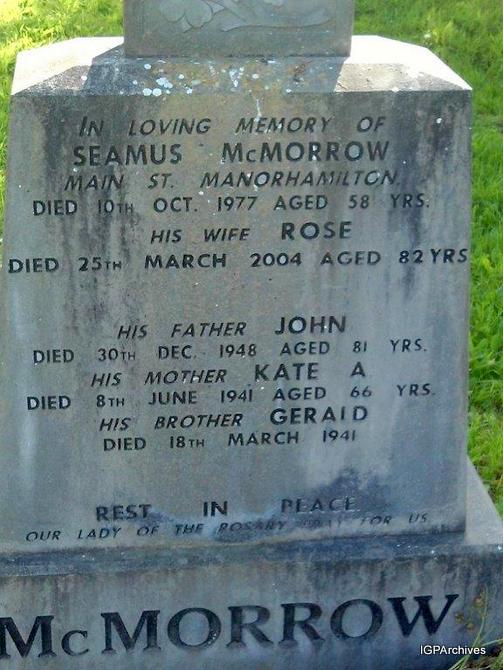 IN LOVING MEMORY OF
SEAMUS McMORROW
MAIN ST. MANORHAMILTON.
DIED 10TH OCT. 1977 AGED 58 YRS.
HIS WIFE ROSE
DIED 25TH MARCH 2004 AGED 82 YRS
HIS FATHER JOHN
DIED 30TH DEC. 1948 AGED 81 YRS.
HIS MOTHER KATE A
DIED 8TH JUNE 1941 AGED 66 YRS.
HIS BROTHER GERALD
DIED 18TH MARCH 1941
REST IN PEACE
OUR LADY OF THE ROSARY PRAY FOR US
McMORROW
IGPArchives